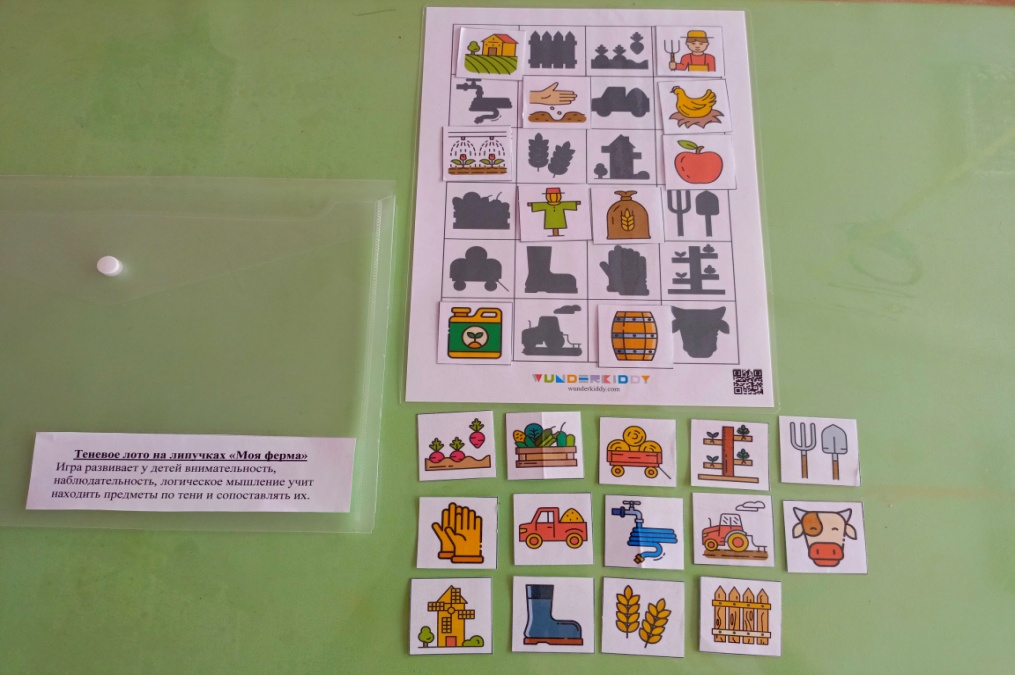 WUNDERKIDDY
wunderkiddy.com
Теневое лото на липучках «Моя ферма»
Игра развивает у детей внимательность,
наблюдательность, логическое мышление учит
находить предметы по тени и сопоставлять их.